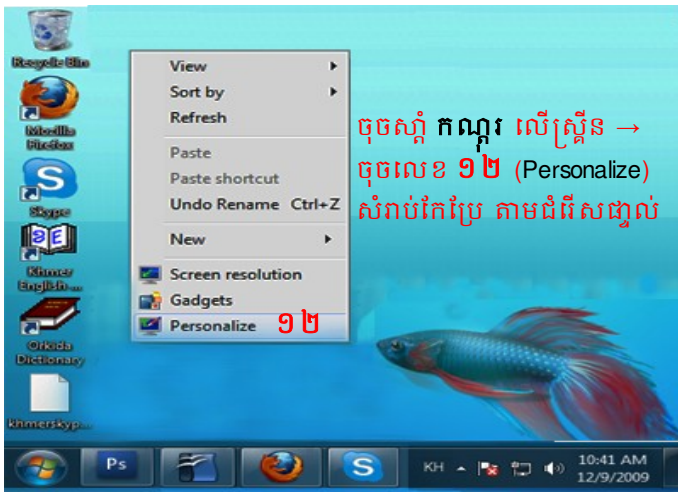 Recycle Bin
Mozilla
Firefox
Skype
Khmer
English-...
Orkida
Dictionary
khmerskyp...
View
Sort by
Refresh
Paste
Paste shortcut
Undo Rename Ctrl+Z
New
Screen resolution
Gadgets
Personalize ១២
ចុចស្តាំ កណ្តុរ លើស្គ្រីន →
ចុចលេខ ១២ (Personalize)
សំរាប់កែប្រែ តាមជំរើសផ្ទាល់
Ps
KH
10:41 AM
12/9/2009